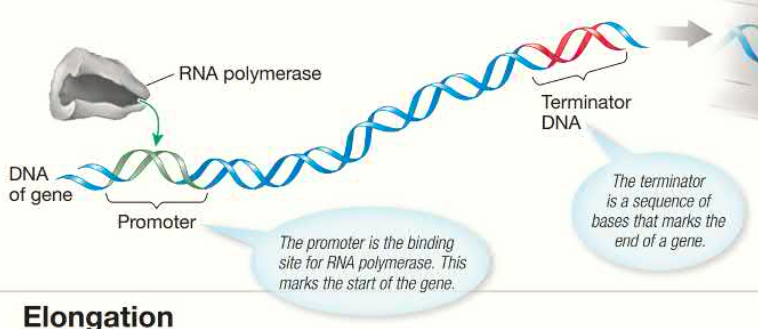 RNA polymerase
Terminator
DNA
DNA
of gene
Promoter
The terminator
is a sequence of
bases that marks the
end of a gene.
The promoter is the binding
site for RNA polymerase. This
marks the start of the gene.
Elongation